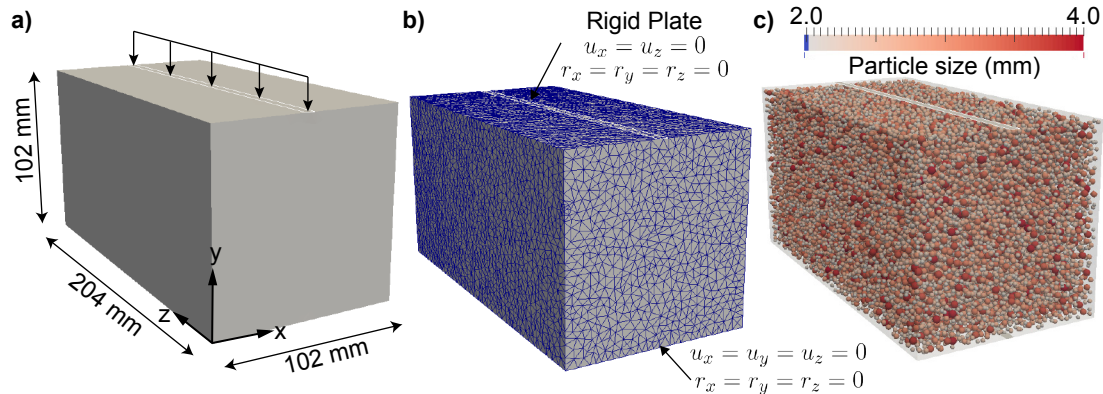 a)
102 mm
204 mm
102 mm
y
z
x
b)
Rigid Plate
u_x = u_z = 0
r_x = r_y = r_z = 0
u_x = u_y = u_z = 0
r_x = r_y = r_z = 0
c)
2.0 4.0
Particle size (mm)